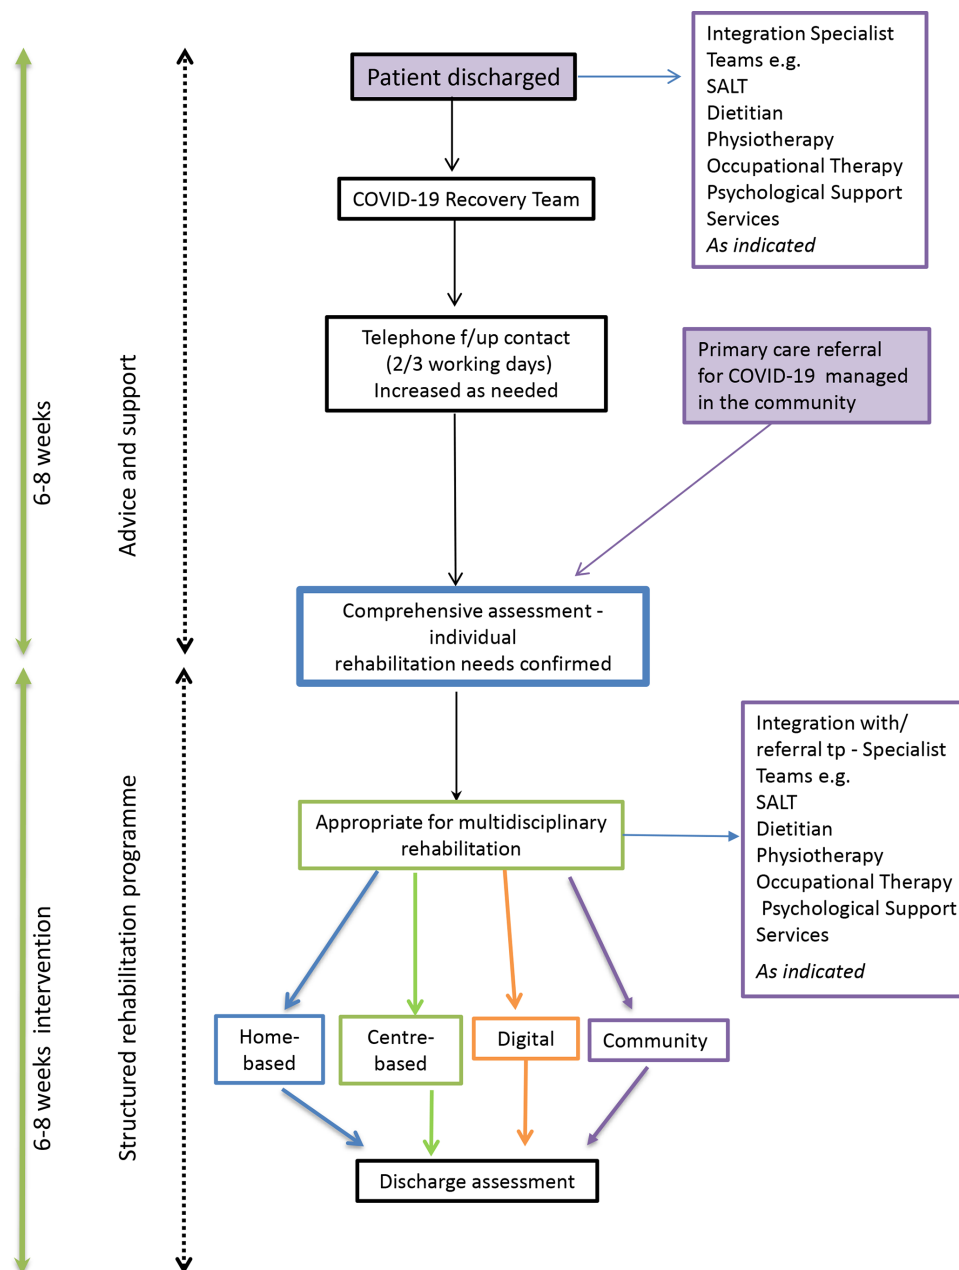 Patient discharged
Integration Specialist
Teams e.g.
SALT
Dietitian
Physiotherapy
Occupational Therapy
Psychological Support
Services
As indicated
COVID-19 Recovery Team
Telephone f/up contact
(2/3 working days)
Increased as needed
Primary care referral
for COVID-19 managed
in the community
6-8 weeks
Advice and support
Comprehensive assessment -
individual
rehabilitation needs confirmed
Integration with/
referral tp - Specialist
Teams e.g.
SALT
Dietitian
Physiotherapy
Occupational Therapy
Psychological Support
Services
As indicated
Appropriate for multidisciplinary
rehabilitation
6-8 weeks intervention
Structured rehabilitation programme
Home-
based
Centre-
based
Digital
Community
Discharge assessment